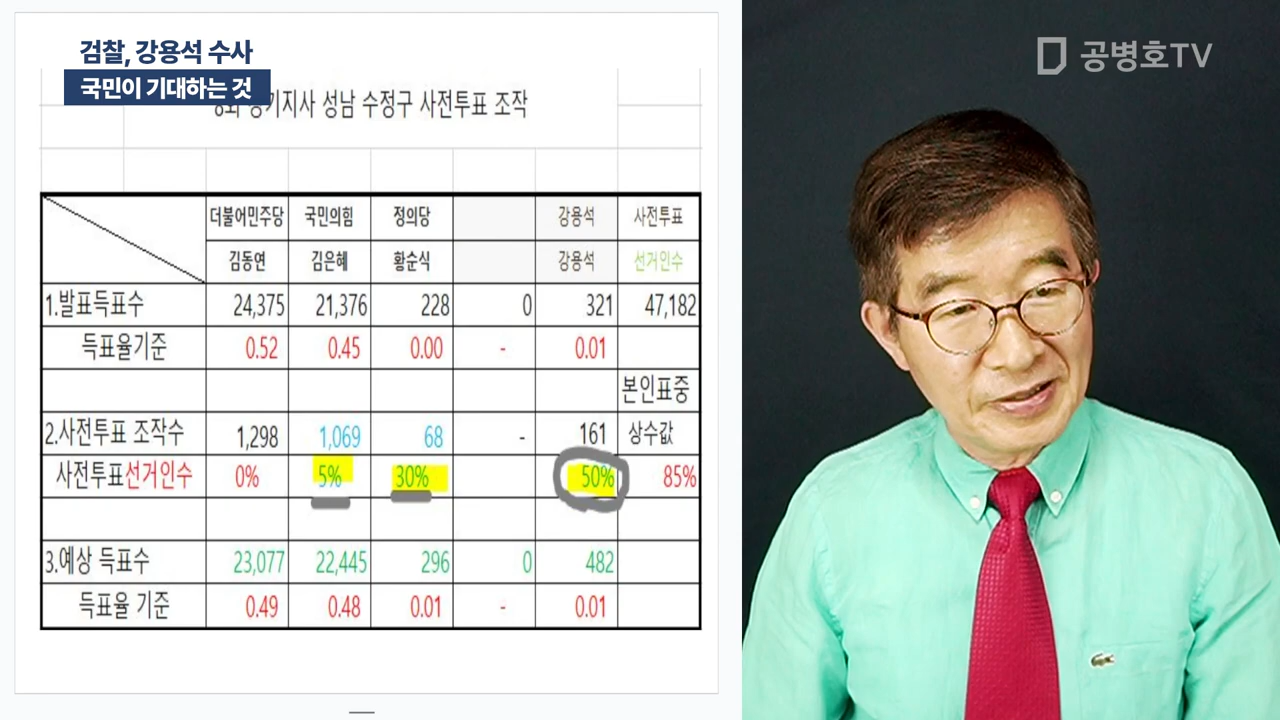 검찰, 강용석 수사
국민이 기대하는 것
공병호TV
경기지사 성남 수정구 사전투표 조작
더불어민주당 국민의힘 정의당 강용석 사전투표
김동연 김은혜 황순식 강용석 선거인수
1.발표득표수 24,375 21,376 228 0 321 47,182
득표율기준 0.52 0.45 0.00 - 0.01
본인표중
2.사전투표 조작수 1,298 1,069 68 - 161 상수값
사전투표선거인수 0% 5% 30% 50% 85%
3.예상 득표수 23,077 22,445 296 0 482
득표율 기준 0.49 0.48 0.01 - 0.01